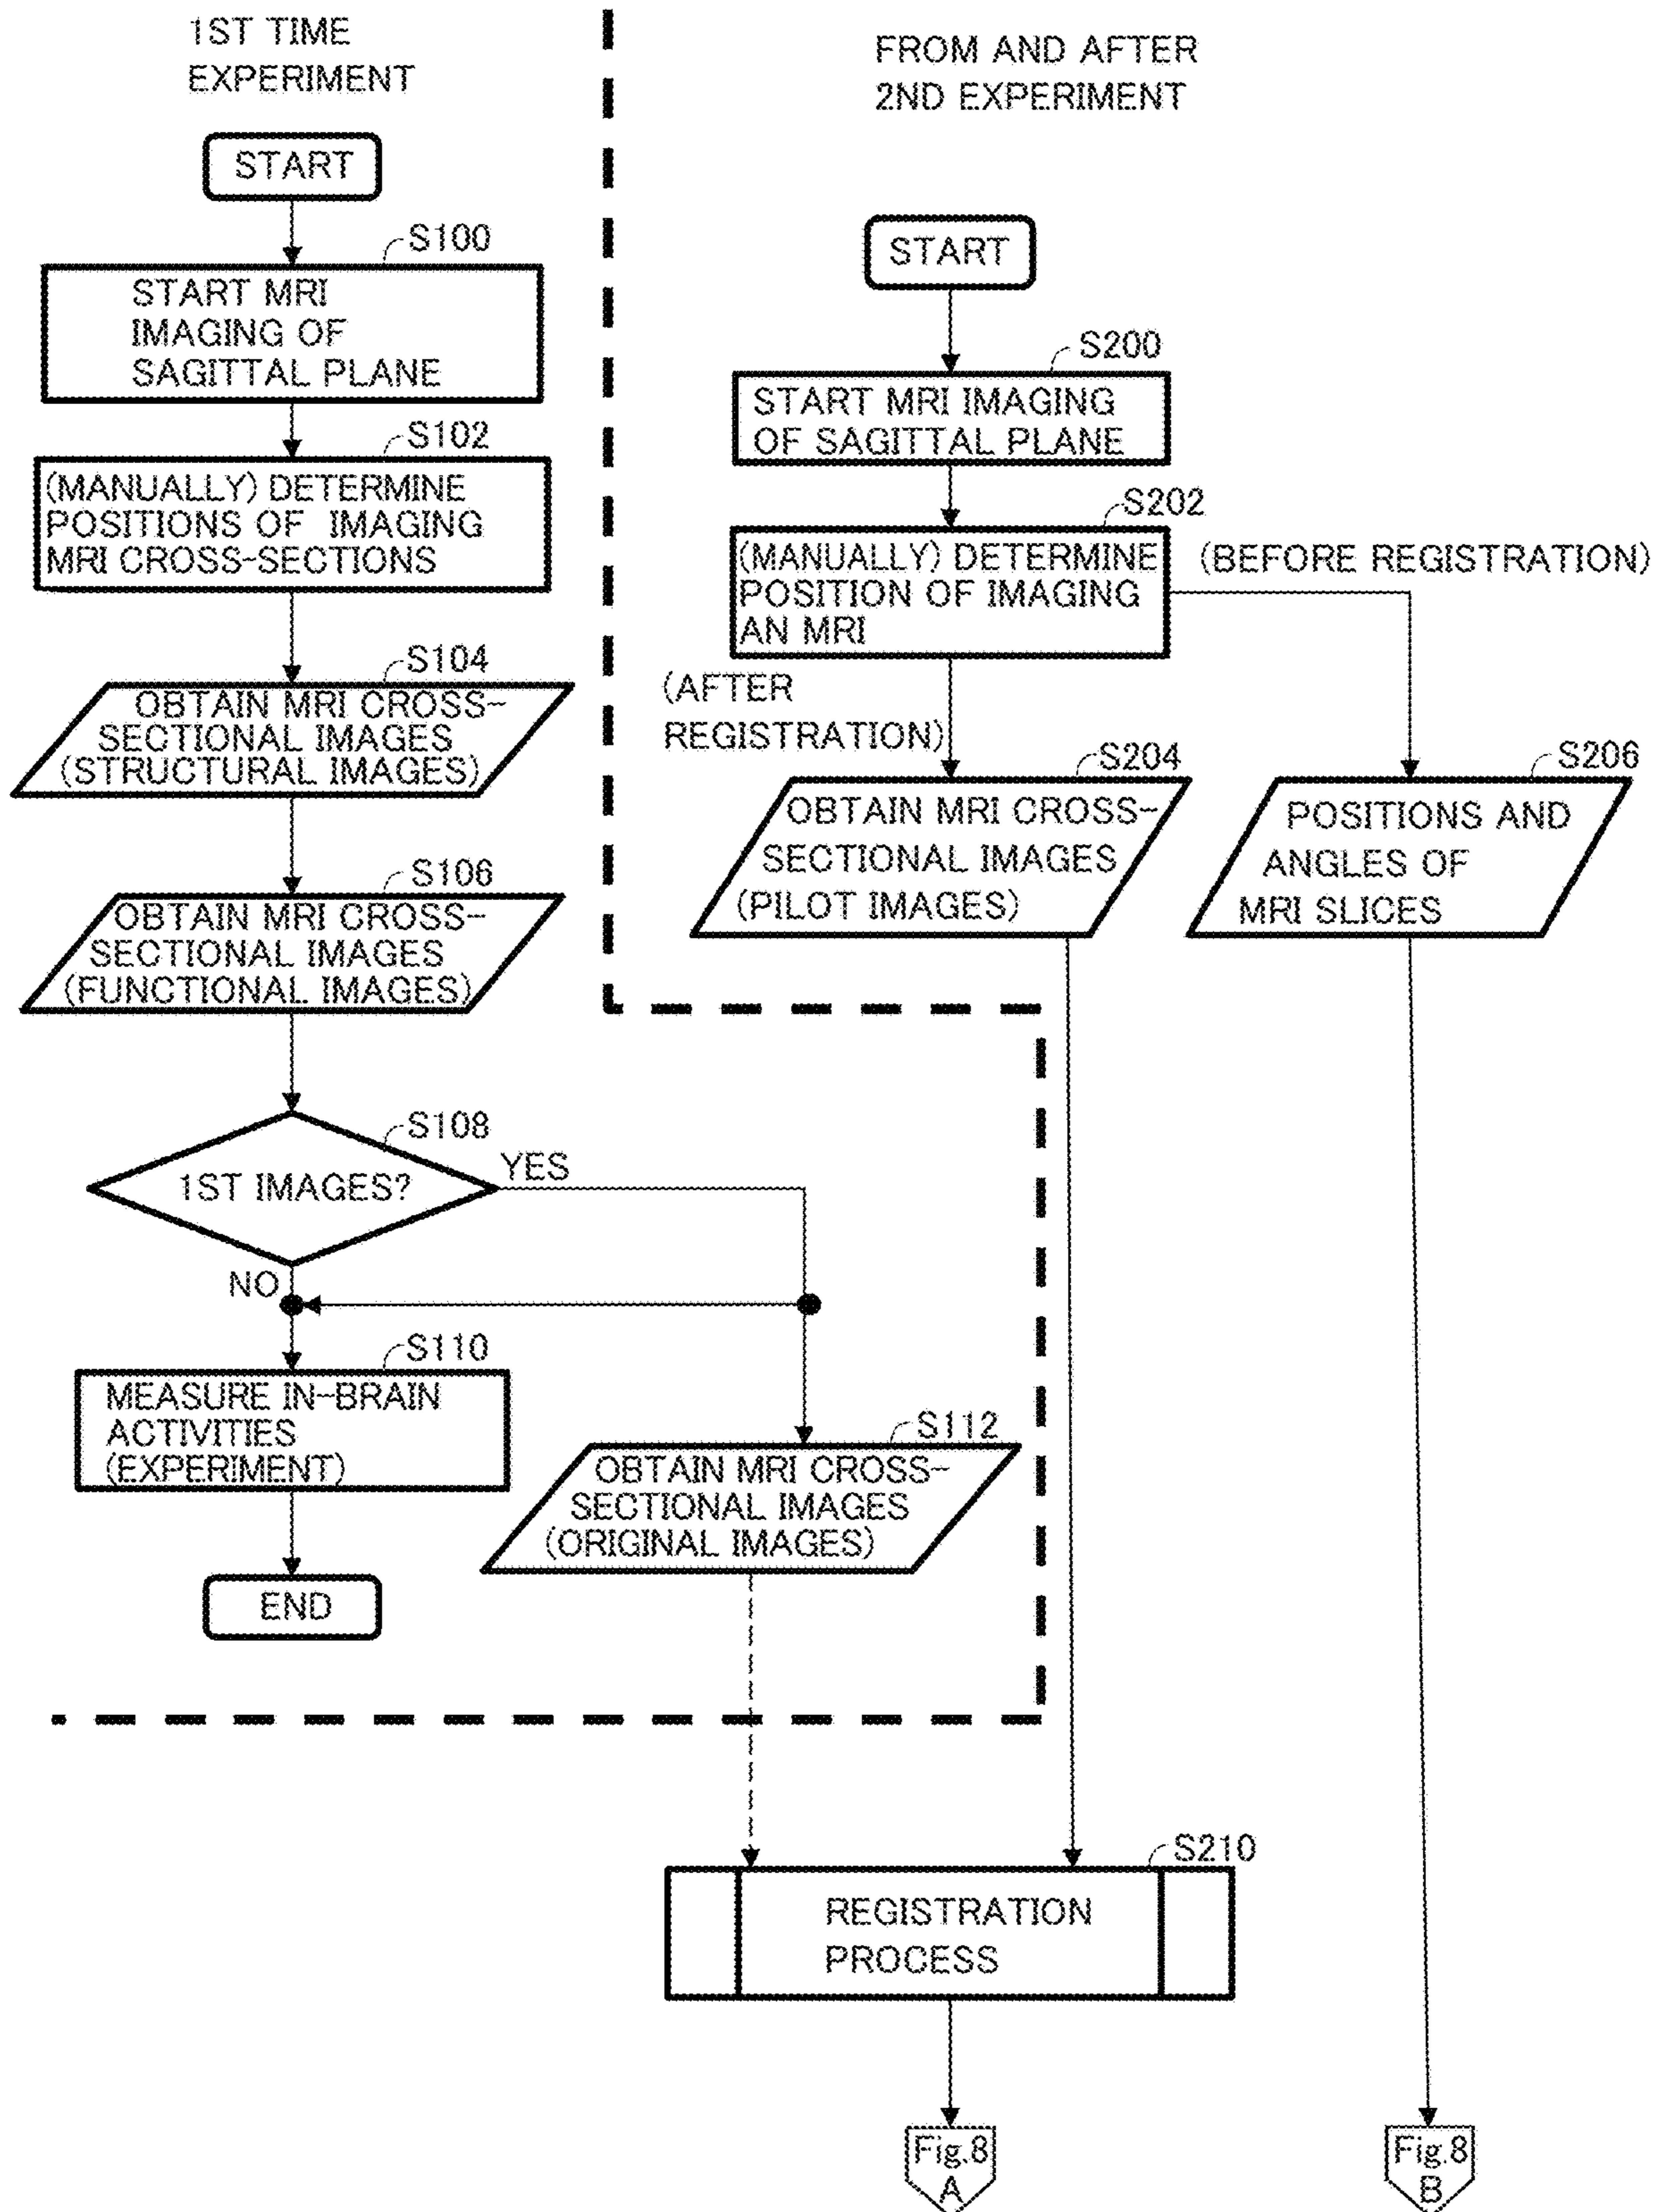 1ST TIME
EXPERIMENT
START
S100
START MRI
IMAGING OF
SAGITTAL PLANE
S102
(MANUALLY) DETERMINE
POSITIONS OF IMAGING
MRI CROSS-SECTIONS
S104
OBTAIN MRI CROSS-
SECTIONAL IMAGES
(STRUCTURAL IMAGES)
S106
OBTAIN MRI CROSS-
SECTIONAL IMAGES
(FUNCTIONAL IMAGES)
S108
1ST IMAGES?
YES
NO
S110
MEASURE IN-BRAIN
ACTIVITIES
(EXPERIMENT)
END
S112
OBTAIN MRI CROSS-
SECTIONAL IMAGES
(ORIGINAL IMAGES)
FROM AND AFTER
2ND EXPERIMENT
START
S200
START MRI IMAGING
OF SAGITTAL PLANE
S202
(MANUALLY) DETERMINE
POSITION OF IMAGING
AN MRI
(BEFORE REGISTRATION)
(AFTER
REGISTRATION)
S204
OBTAIN MRI CROSS-
SECTIONAL IMAGES
(PILOT IMAGES)
S206
POSITIONS AND
ANGLES OF
MRI SLICES
S210
REGISTRATION
PROCESS
Fig.8
A
Fig.8
B